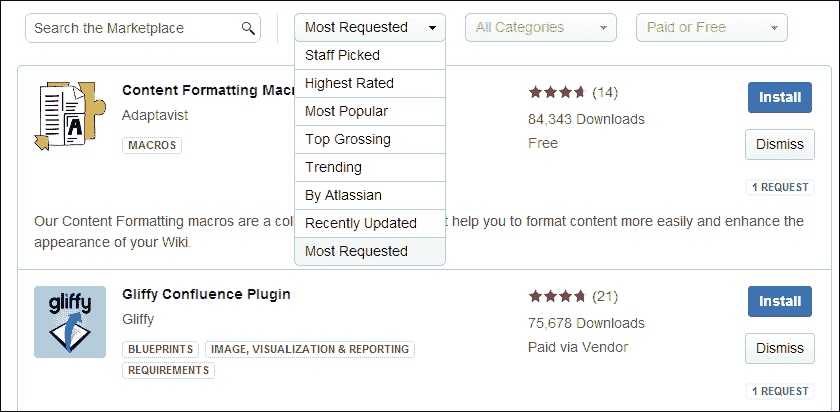 Search the Marketplace
Most Requested
All Categories
Paid or Free
Staff Picked
Highest Rated
Most Popular
Top Grossing
Trending
By Atlassian
Recently Updated
Most Requested
A
Content Formatting Mac
Adaptavist
MACROS
(14)
84,343 Downloads
Free
Install
Dismiss
1 REQUEST
Our Content Formatting macros are a col t help you to format content more easily and enhance the
appearance of your Wiki.
gliffy
Gliffy Confluence Plugin
Gliffy
BLUEPRINTS
IMAGE, VISUALIZATION & REPORTING
REQUIREMENTS
(21)
75,678 Downloads
Paid via Vendor
Install
Dismiss
1 REQUEST